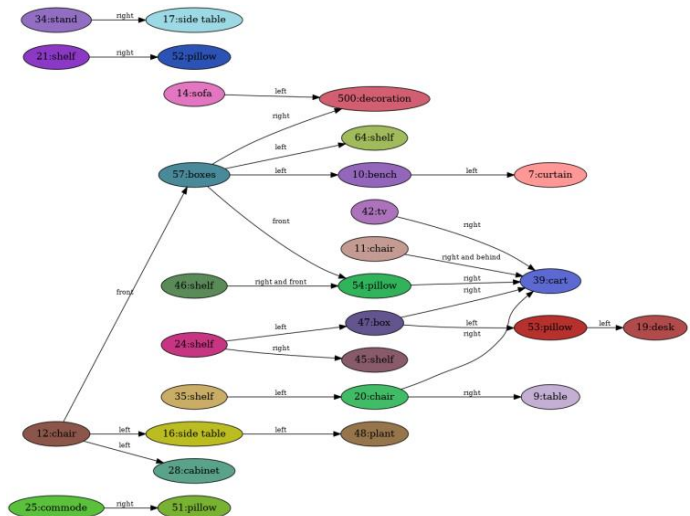 34:stand right 17:side table
21:shelf right 52:pillow
14:sofa left 500:decoration
right
left 64:shelf
57:boxes left 10:bench left 7:curtain
42:tv right
front
11:chair right and behind
39:cart
46:shelf right and front 54:pillow right
front
right
47:box left 53:pillow left 19:desk
left
24:shelf right
right 45:shelf
35:shelf left 20:chair right 9:table
12:chair left 16:side table left 48:plant
left
28:cabinet
25:commode right 51:pillow